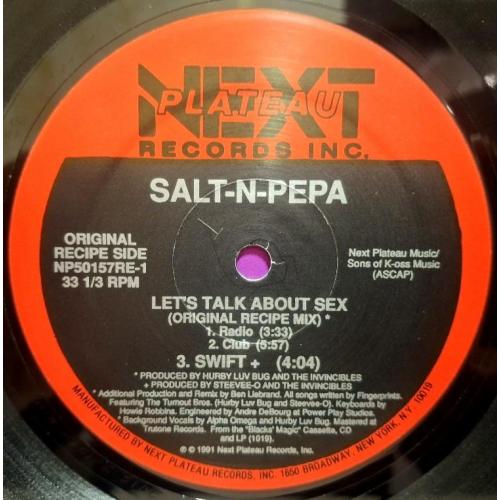 NEXT
PLATEAU
RECORDS INC.
SALT-N-PEPA
ORIGINAL
RECIPE SIDE
NP50157RE-1
33 1/3 RPM
Next Plateau Music/
Sons of K-oss Music
(ASCAP)
LET'S TALK ABOUT SEX
(ORIGINAL RECIPE MIX) *
1. Radio (3:33)
2. Club (5:57)
3. SWIFT + (4:04)
* PRODUCED BY HURBY LUV BUG AND THE INVINCIBLES
+ PRODUCED BY STEEVEE-O AND THE INVINCIBLES
* Additional Production and Remix by Ben Liebrand. All songs written by Fingerprints.
Featuring The Turnout Bros. (Hurby Luv Bug and Steevee-O). Keyboards by
Howie Robbins. Engineered by Andre DeBourg at Power Play Studios.
* Background Vocals by Alpha Omega and Hurby Luv Bug. Mastered at
Trutone Records. From the "Blacks' Magic" Cassette, CD
and LP (1019).
℗ © 1991 Next Plateau Records, Inc.
MANUFACTURED BY NEXT PLATEAU RECORDS, INC. 1650 BROADWAY, NEW YORK, N.Y. 10019